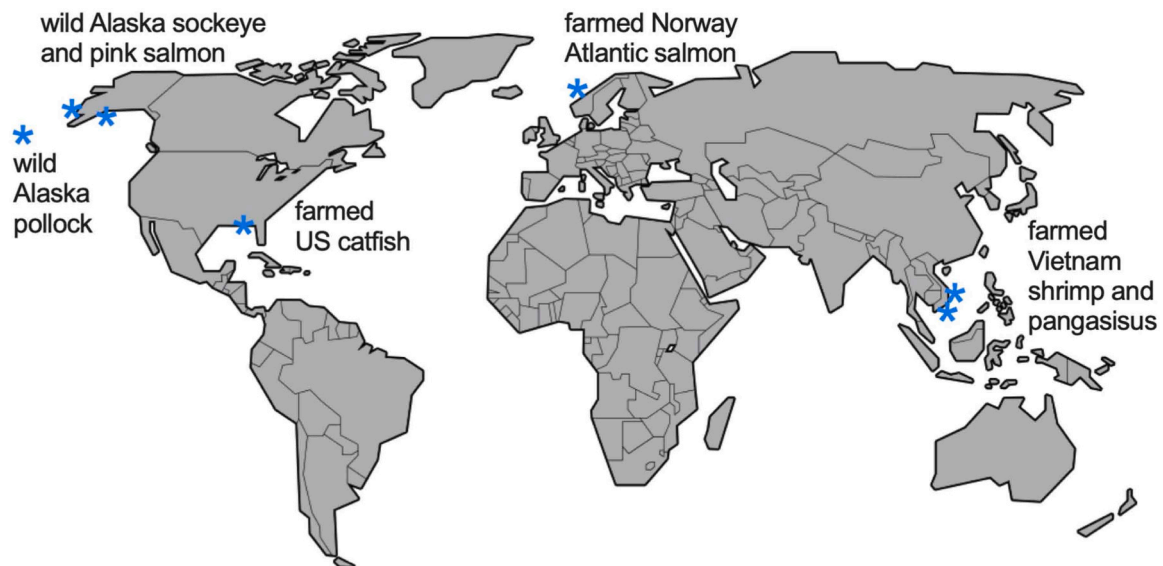 wild Alaska sockeye
and pink salmon
farmed Norway
Atlantic salmon
wild
Alaska
pollock
farmed
US catfish
farmed
Vietnam
shrimp and
pangasisus